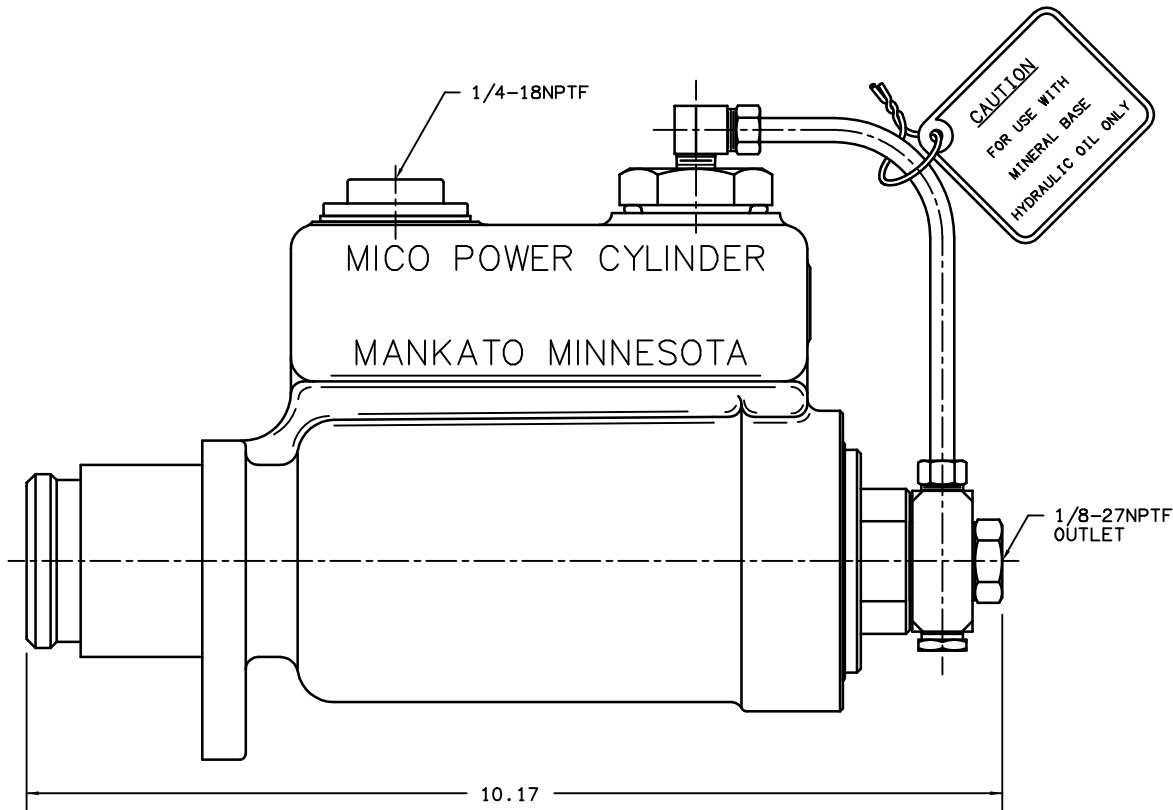 1/4-18NPTF
CAUTION
FOR USE WITH
MINERAL BASE
HYDRAULIC OIL ONLY
MICO POWER CYLINDER
MANKATO MINNESOTA
1/8-27NPTF
OUTLET
10.17